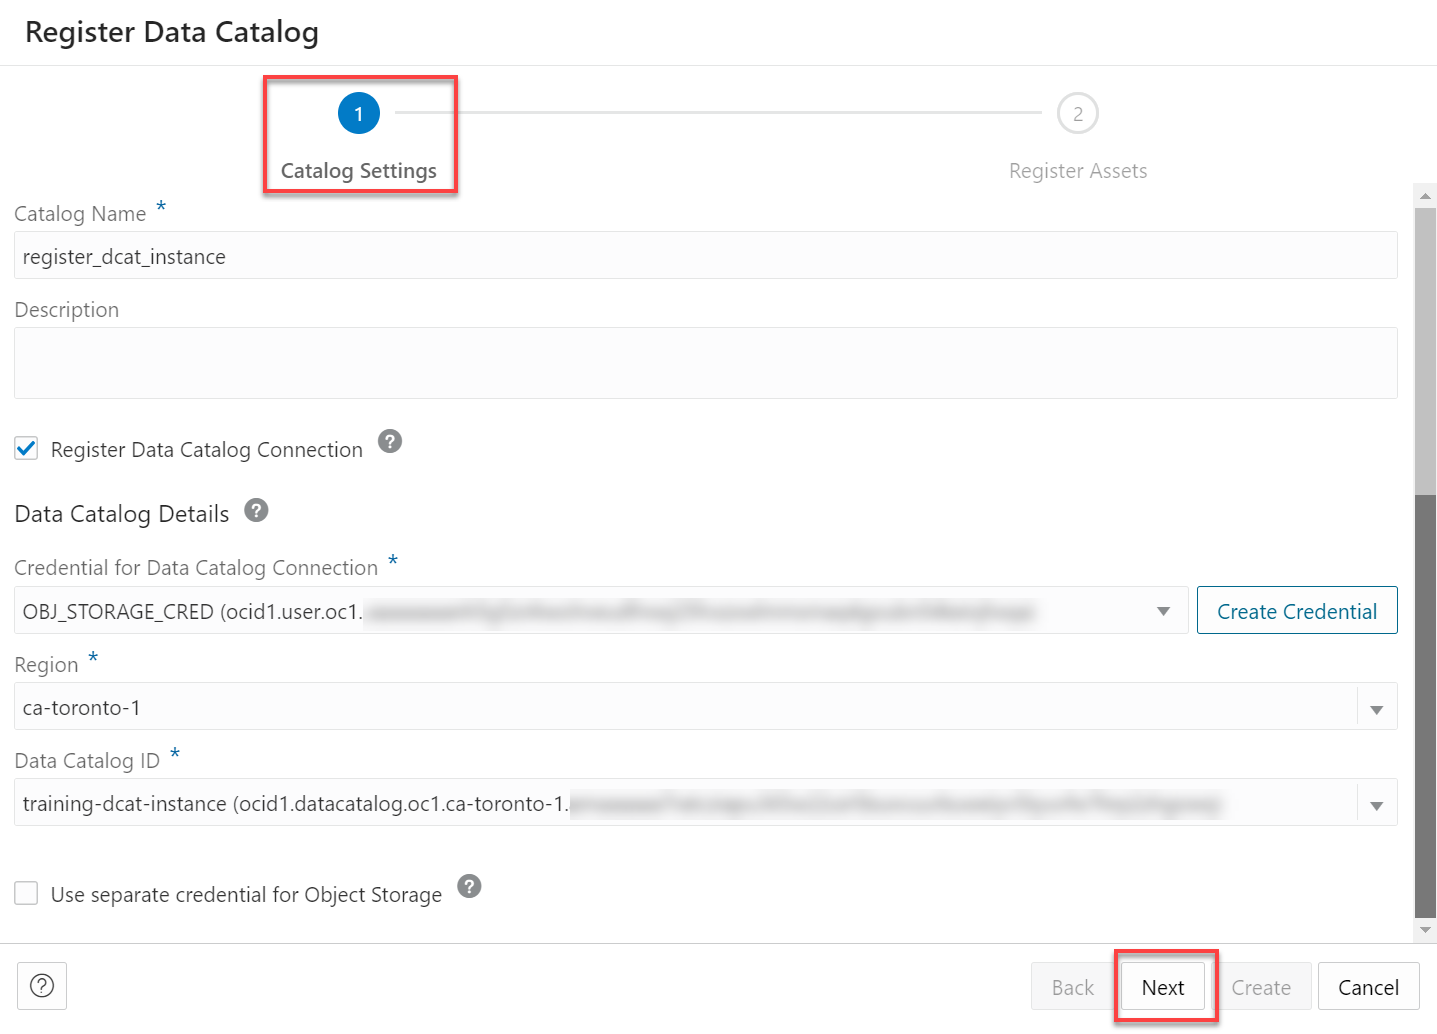 Register Data Catalog
1
2
Catalog Settings
Register Assets
Catalog Name *
register_dcat_instance
Description
Register Data Catalog Connection ?
Data Catalog Details ?
Credential for Data Catalog Connection *
OBJ_STORAGE_CRED (ocid1.user.oc1.
Create Credential
Region *
ca-toronto-1
Data Catalog ID *
training-dcat-instance (ocid1.datacatalog.oc1.ca-toronto-1.
Use separate credential for Object Storage ?
? Back Next Create Cancel